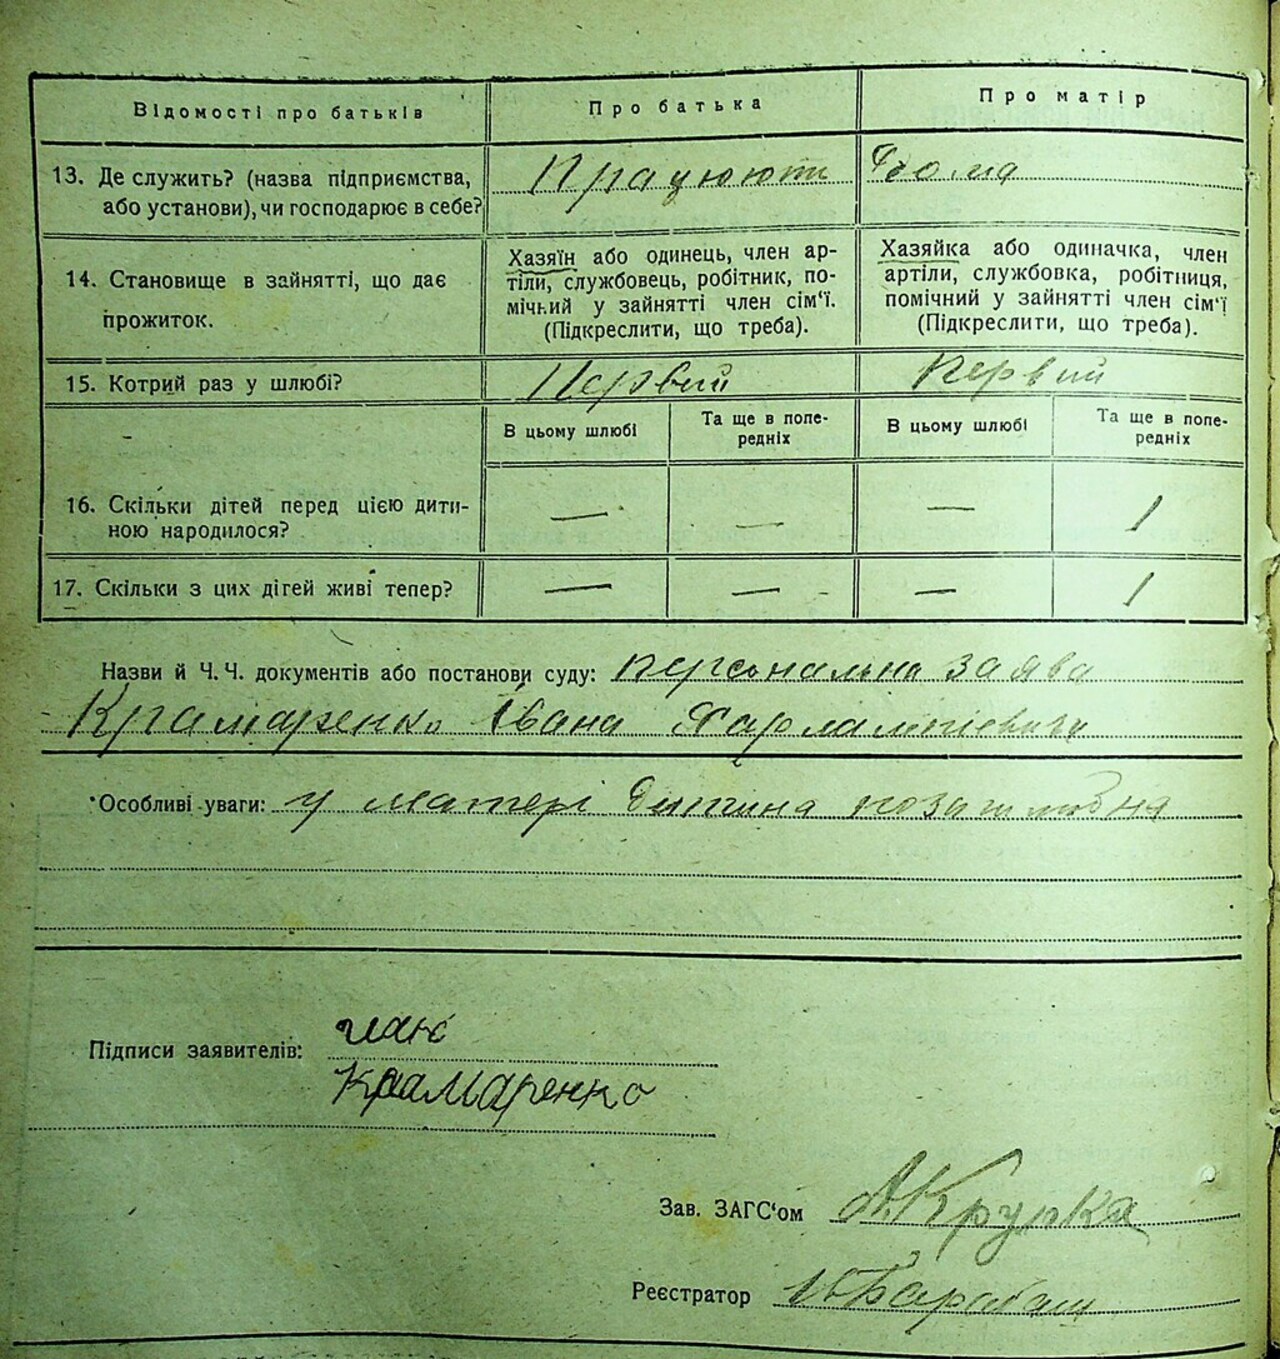 Відомості про батьків Про батька Про матір
13. Де служить? (назва підприємства, Працюють Дома
або установи), чи господарює в себе?
14. Становище в зайнятті, що дає
прожиток.
Хазяїн або одинець, член ар-
тіли, службовець, робітник, по-
мічний у зайнятті член сім‘ї.
(Підкреслити, що треба).
Хазяйка або одиначка, член
артіли, службовка, робітниця,
помічний у зайнятті член сім‘ї
(Підкреслити, що треба).
15. Котрий раз у шлюбі? Первий Первий
В цьому шлюбі
Та ще в попе-
редніх
В цьому шлюбі
Та ще в попе-
редніх
16. Скільки дітей перед цією дити- — — — 1
ною народилося?
17. Скільки з цих дітей живі тепер? — — — 1
Назви й Ч. Ч. документів або постанови суду: персональна заява
Крамаренко Івана Харлампієвича
Особливі уваги: у матері дитина позашлюбня
Підписи заявителів:
Крамаренко
Зав. ЗАГС‘ом А.Крупка
Реєстратор Барабаш